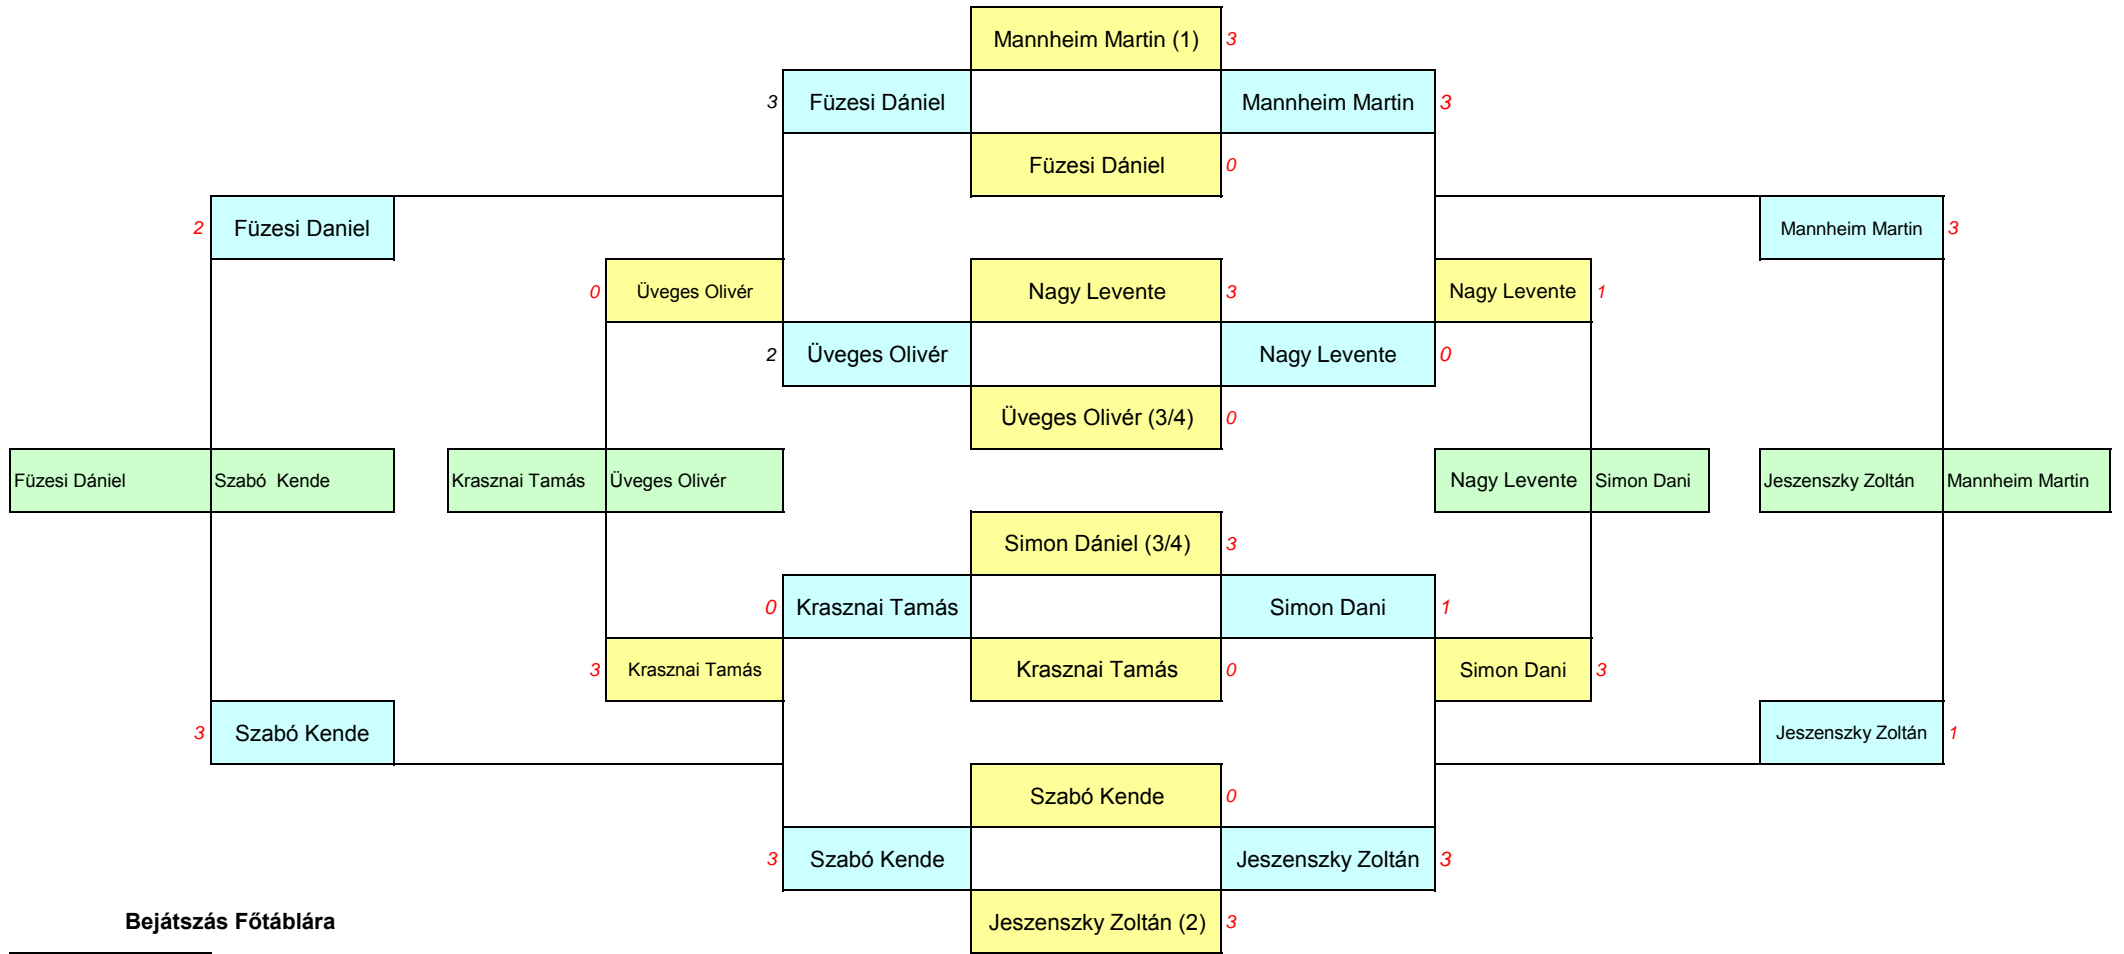 Mannheim Martin (1) 3
3 Füzesi Dániel Mannheim Martin 3
Füzesi Dániel 0
2 Füzesi Daniel Mannheim Martin 3
0 Üveges Olivér Nagy Levente 3 Nagy Levente 1
2 Üveges Olivér Nagy Levente 0
Üveges Olivér (3/4) 0
Füzesi Dániel Szabó Kende Krasznai Tamás Üveges Olivér Nagy Levente Simon Dani Jeszenszky Zoltán Mannheim Martin
Simon Dániel (3/4) 3
0 Krasznai Tamás Simon Dani 1
3 Krasznai Tamás Krasznai Tamás 0 Simon Dani 3
3 Szabó Kende Jeszenszky Zoltán 1
Szabó Kende 0
3 Szabó Kende Jeszenszky Zoltán 3
Bejátszás Főtáblára Jeszenszky Zoltán (2) 3